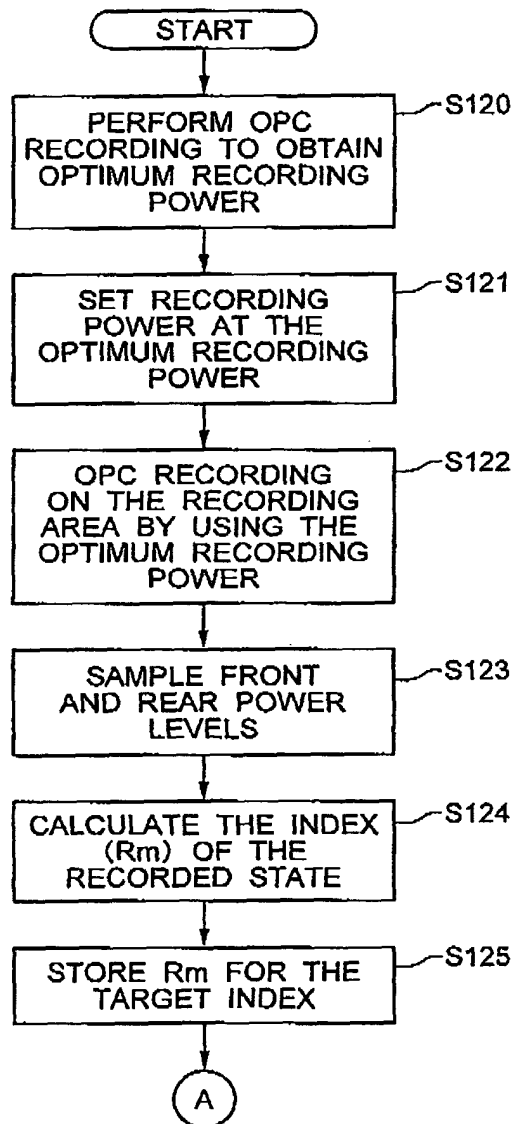 START
PERFORM OPC
RECORDING TO OBTAIN
OPTIMUM RECORDING
POWER
S120
SET RECORDING
POWER AT THE
OPTIMUM RECORDING
POWER
S121
OPC RECORDING
ON THE RECORDING
AREA BY USING THE
OPTIMUM RECORDING
POWER
S122
SAMPLE FRONT
AND REAR POWER
LEVELS
S123
CALCULATE THE INDEX
(Rm) OF THE
RECORDED STATE
S124
STORE Rm FOR THE
TARGET INDEX
S125
A